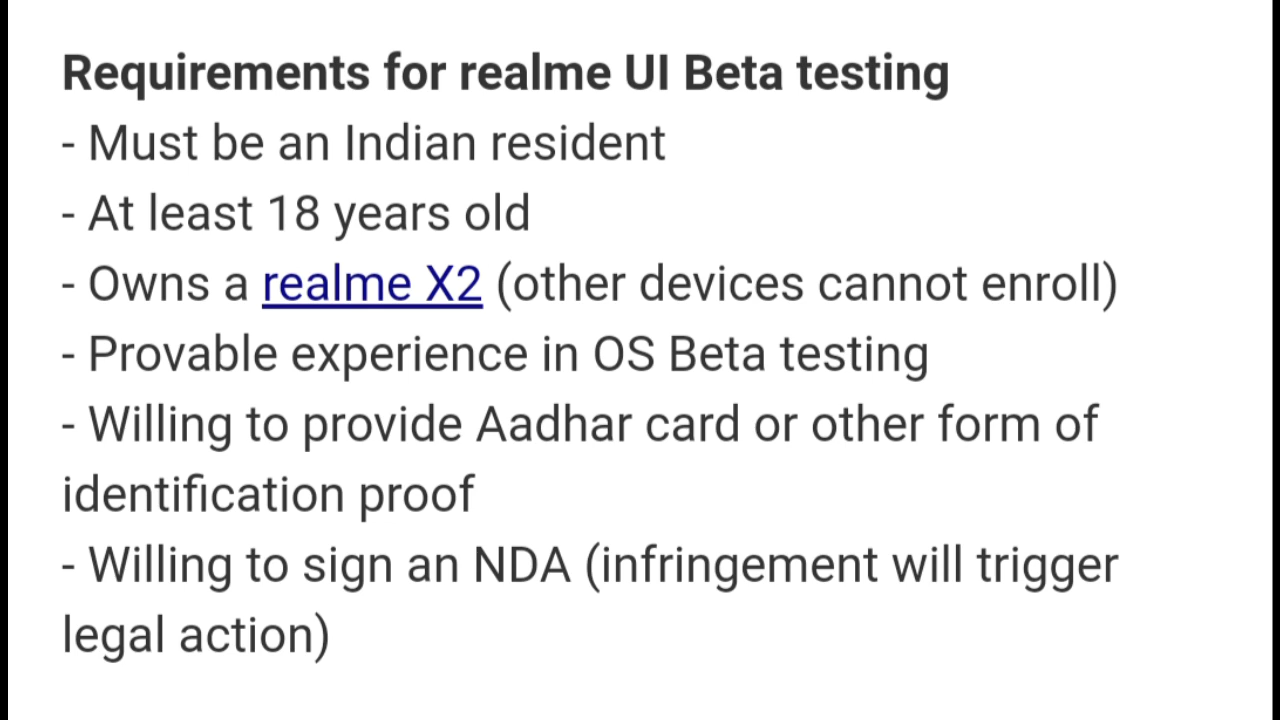 Requirements for realme UI Beta testing
- Must be an Indian resident
- At least 18 years old
- Owns a realme X2 (other devices cannot enroll)
- Provable experience in OS Beta testing
- Willing to provide Aadhar card or other form of
identification proof
- Willing to sign an NDA (infringement will trigger
legal action)